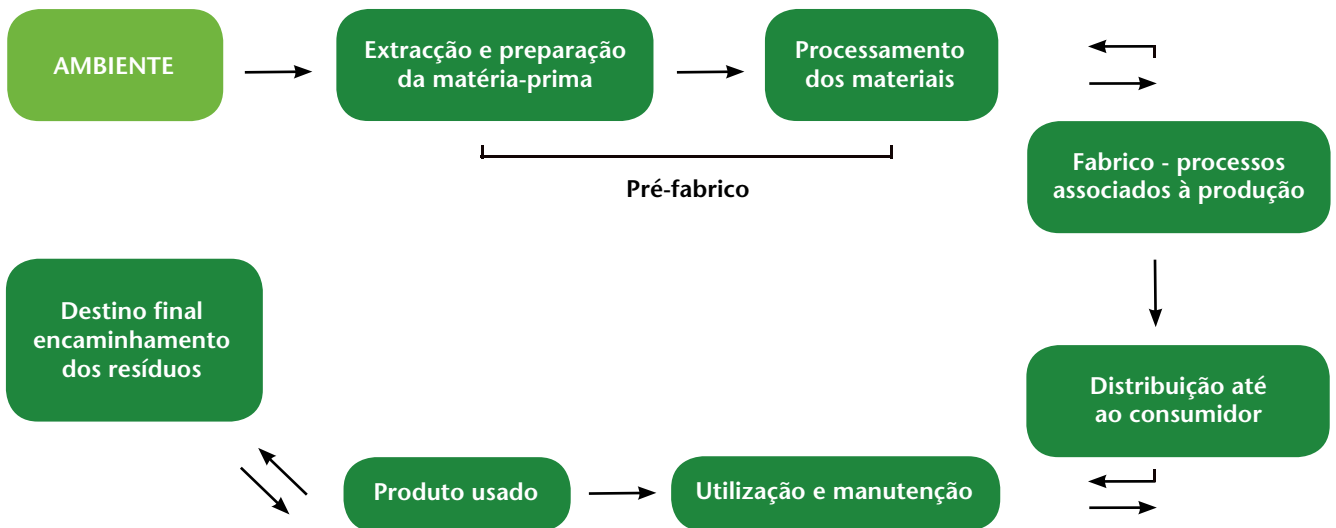 AMBIENTE
Extracção e preparação
da matéria-prima
Processamento
dos materiais
Pré-fabrico
Fabrico - processos
associados à produção
Distribuição até
ao consumidor
Utilização e manutenção
Produto usado
Destino final
encaminhamento
dos resíduos